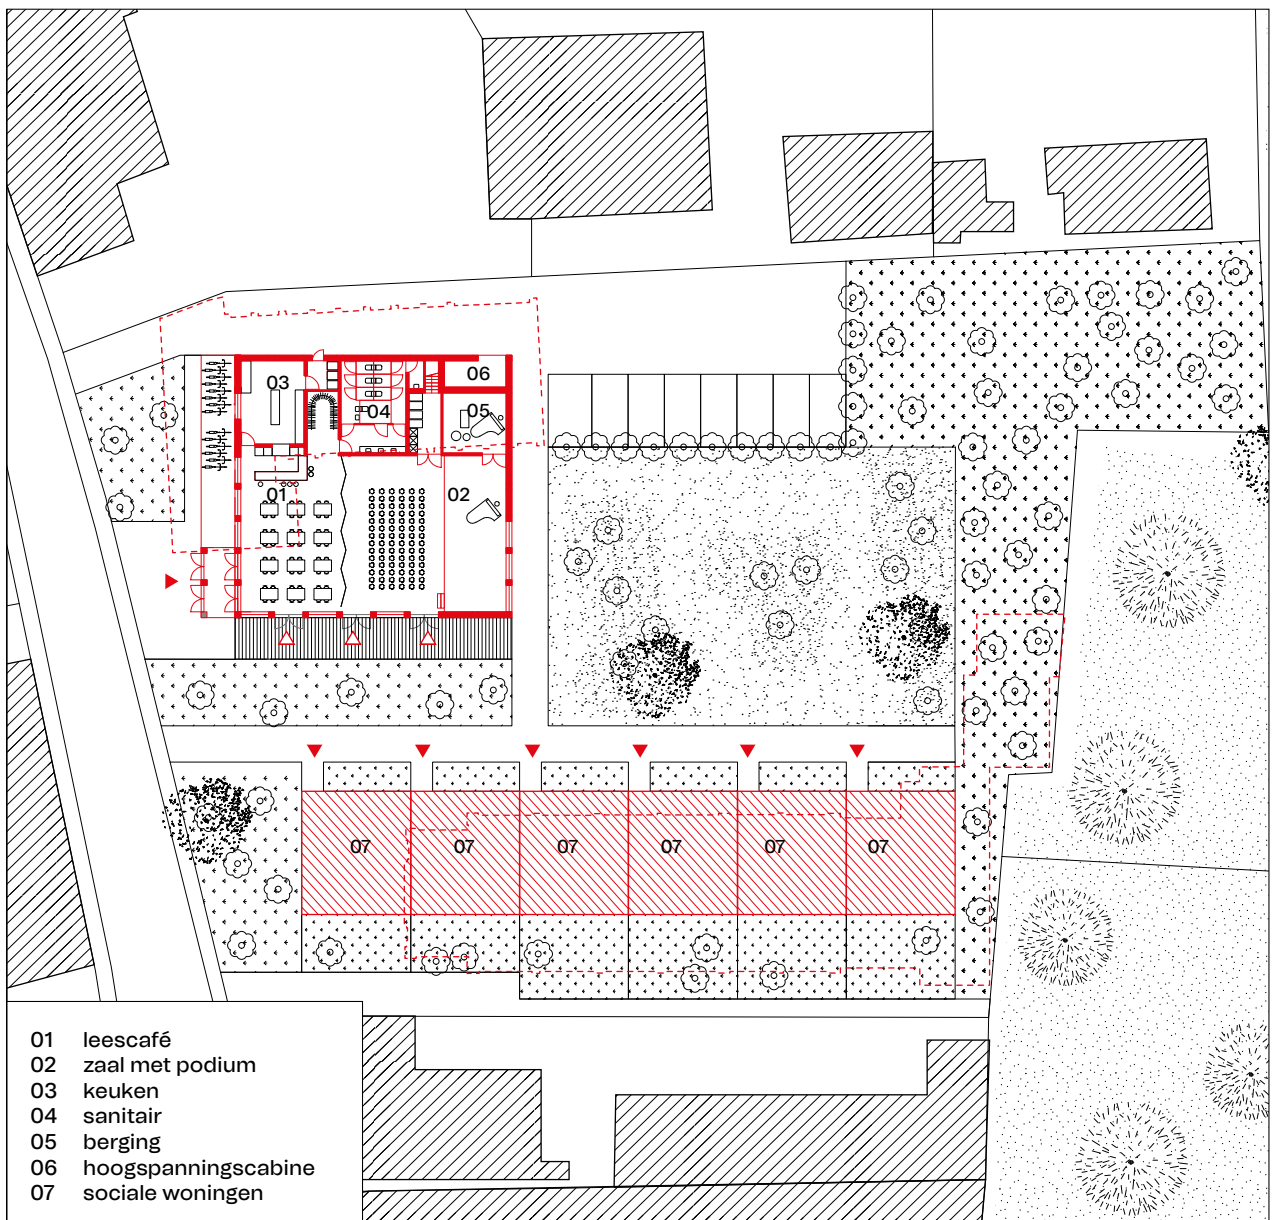 03
06
04
05
01
02
07 07 07 07 07 07
01 leescafé
02 zaal met podium
03 keuken
04 sanitair
05 berging
06 hoogspanningscabine
07 sociale woningen